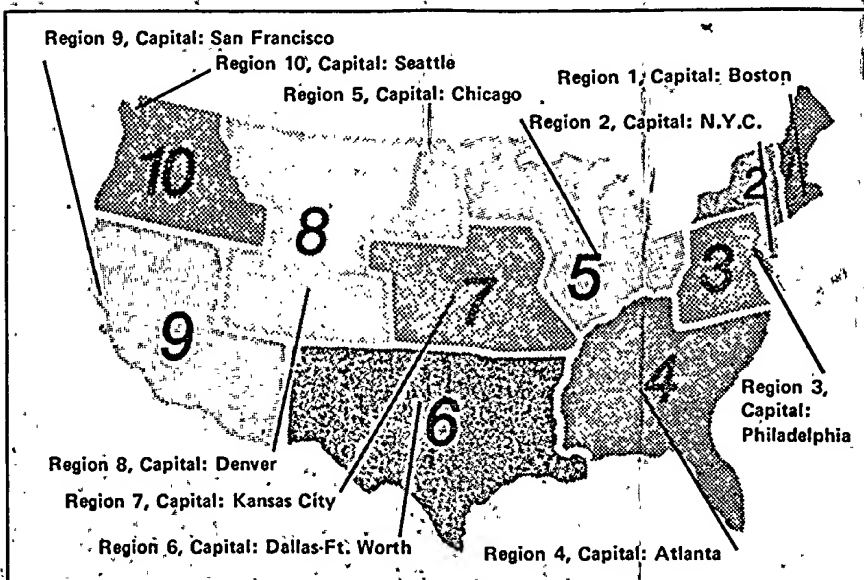 Region 9, Capital: San Francisco
Region 10, Capital: Seattle
Region 5, Capital: Chicago
Region 1, Capital: Boston
Region 2, Capital: N.Y.C.
10
8
9
7
5
2
1
3
4
6
Region 3,
Capital:
Philadelphia
Region 8, Capital: Denver
Region 7, Capital: Kansas City
Region 6, Capital: Dallas-Ft. Worth
Region 4, Capital: Atlanta